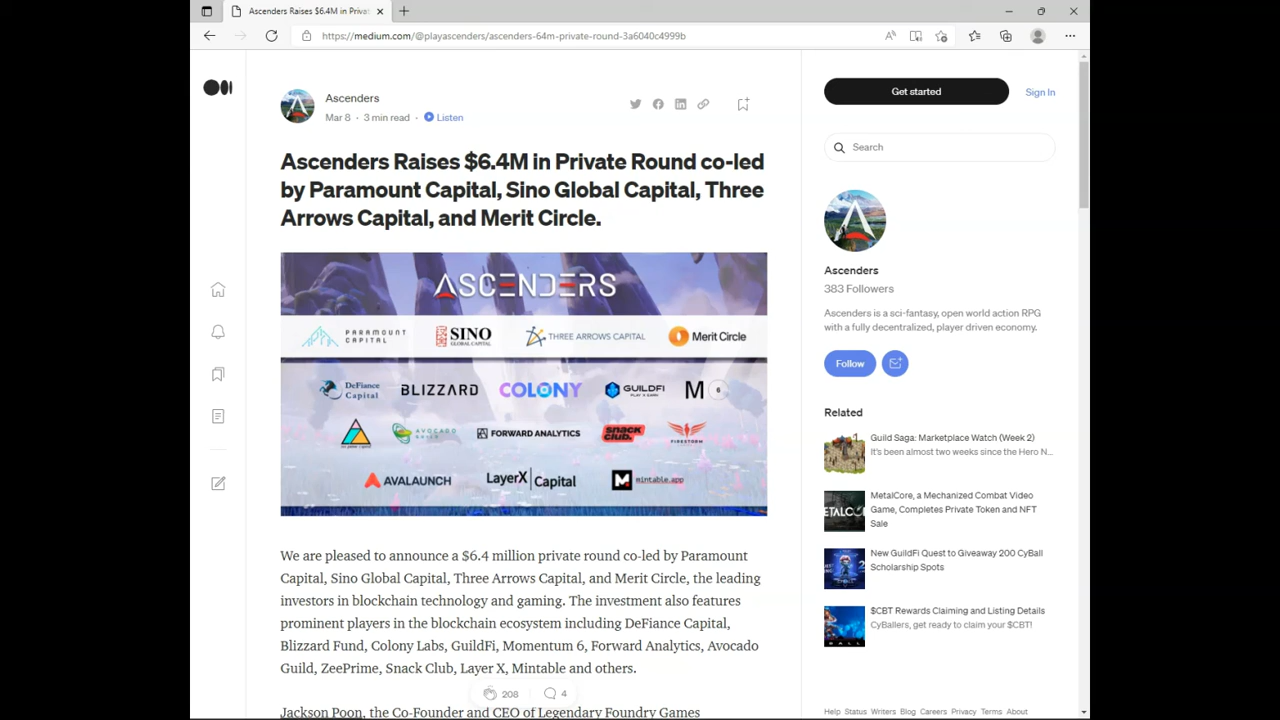 Ascenders Raises $6.4M in Privat
https://medium.com/@playascenders/ascenders-64m-private-round-3a6040c4999b
Ascenders
Mar 8 · 3 min read · Listen
Ascenders Raises $6.4M in Private Round co-led
by Paramount Capital, Sino Global Capital, Three
Arrows Capital, and Merit Circle.
ASCENDERS
PARAMOUNT CAPITAL
SINO GLOBAL CAPITAL
THREE ARROWS CAPITAL
Merit Circle
DeFiance Capital
BLIZZARD
COLONY
GUILDFI PLAY X EARN
M 6
AVOCADO GUILD
FORWARD ANALYTICS
SNACK CLUB_
FIRESTORM
AVALAUNCH
LayerX Capital
mintable.app
We are pleased to announce a $6.4 million private round co-led by Paramount
Capital, Sino Global Capital, Three Arrows Capital, and Merit Circle, the leading
investors in blockchain technology and gaming. The investment also features
prominent players in the blockchain ecosystem including DeFiance Capital,
Blizzard Fund, Colony Labs, GuildFi, Momentum 6, Forward Analytics, Avocado
Guild, ZeePrime, Snack Club, Layer X, Mintable and others.
208
4
Jackson Poon, the Co-Founder and CEO of Legendary Foundry Games
Get started
Sign In
Search
Ascenders
383 Followers
Ascenders is a sci-fantasy, open world action RPG
with a fully decentralized, player driven economy.
Follow
Related
Guild Saga: Marketplace Watch (Week 2)
It's been almost two weeks since the Hero N...
MetalCore, a Mechanized Combat Video
Game, Completes Private Token and NFT
Sale
New GuildFi Quest to Giveaway 200 CyBall
Scholarship Spots
$CBT Rewards Claiming and Listing Details
CyBallers, get ready to claim your $CBT!
Help Status Writers Blog Careers Privacy Terms About